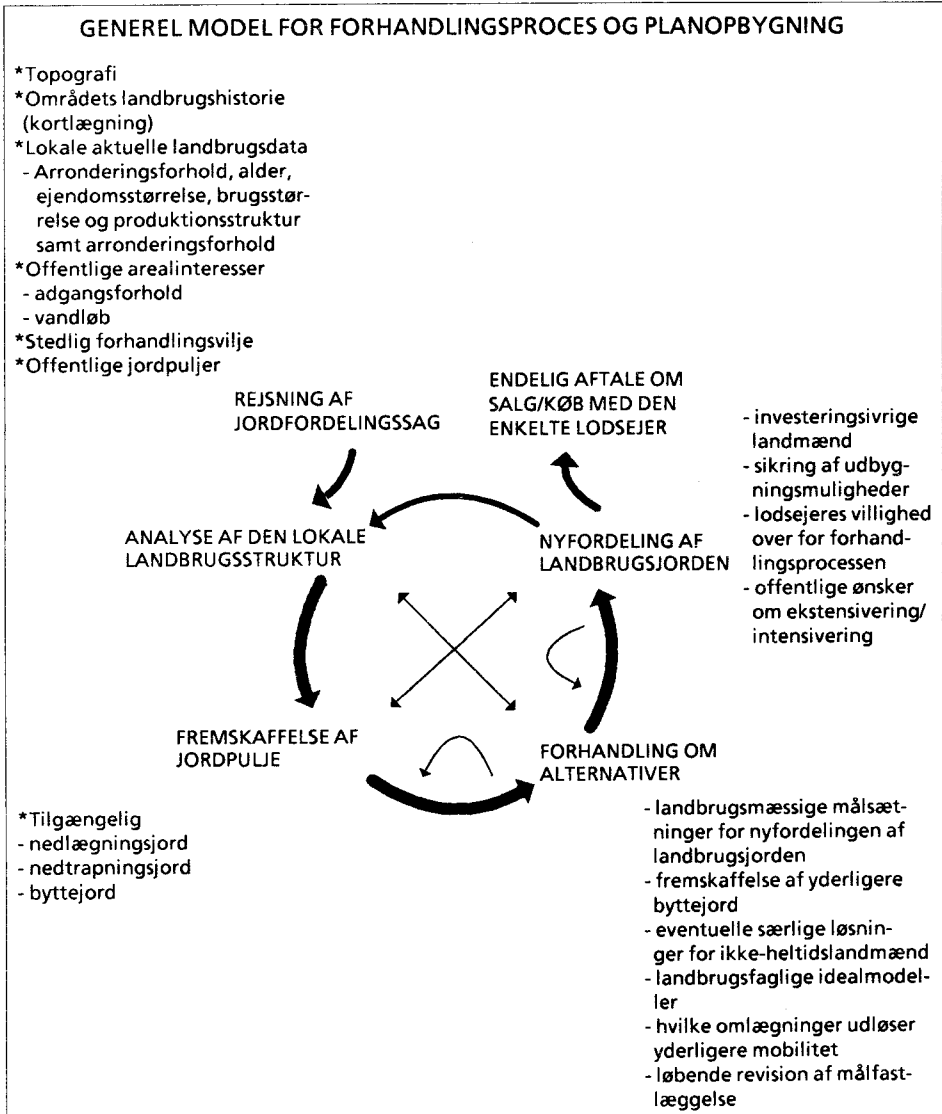 GENEREL MODEL FOR FORHANDLINGSPROCES OG PLANOPBYGNING
*Topografi
*Områdets landbrugshistorie
(kortlægning)
*Lokale aktuelle landbrugsdata
- Arronderingsforhold, alder,
ejendomsstørrelse, brugsstør-
relse og produktionsstruktur
samt arronderingsforhold
*Offentlige arealinteresser
- adgangsforhold
- vandløb
*Stedlig forhandlingsvilje
*Offentlige jordpuljer
REJSNING AF
JORDFORDELINGSSAG
ENDELIG AFTALE OM
SALG/KØB MED DEN
ENKELTE LODSEJER
- investeringsivrige
landmænd
- sikring af udbyg-
ningsmuligheder
- lodsejeres villighed
over for forhand-
lingsprocessen
- offentlige ønsker
om ekstensivering/
intensivering
ANALYSE AF DEN LOKALE
LANDBRUGSSTRUKTUR
NYFORDELING AF
LANDBRUGSJORDEN
FREMSKAFFELSE AF
JORDPULJE
FORHANDLING OM
ALTERNATIVER
*Tilgængelig
- nedlægningsjord
- nedtrapningsjord
- byttejord
- landbrugsmæssige målsæt-
ninger for nyfordelingen af
landbrugsjorden
- fremskaffelse af yderligere
byttejord
- eventuelle særlige løsnin-
ger for ikke-heltidslandmænd
- landbrugsfaglige idealmodel-
ler
- hvilke omlægninger udløser
yderligere mobilitet
- løbende revision af målfast-
læggelse